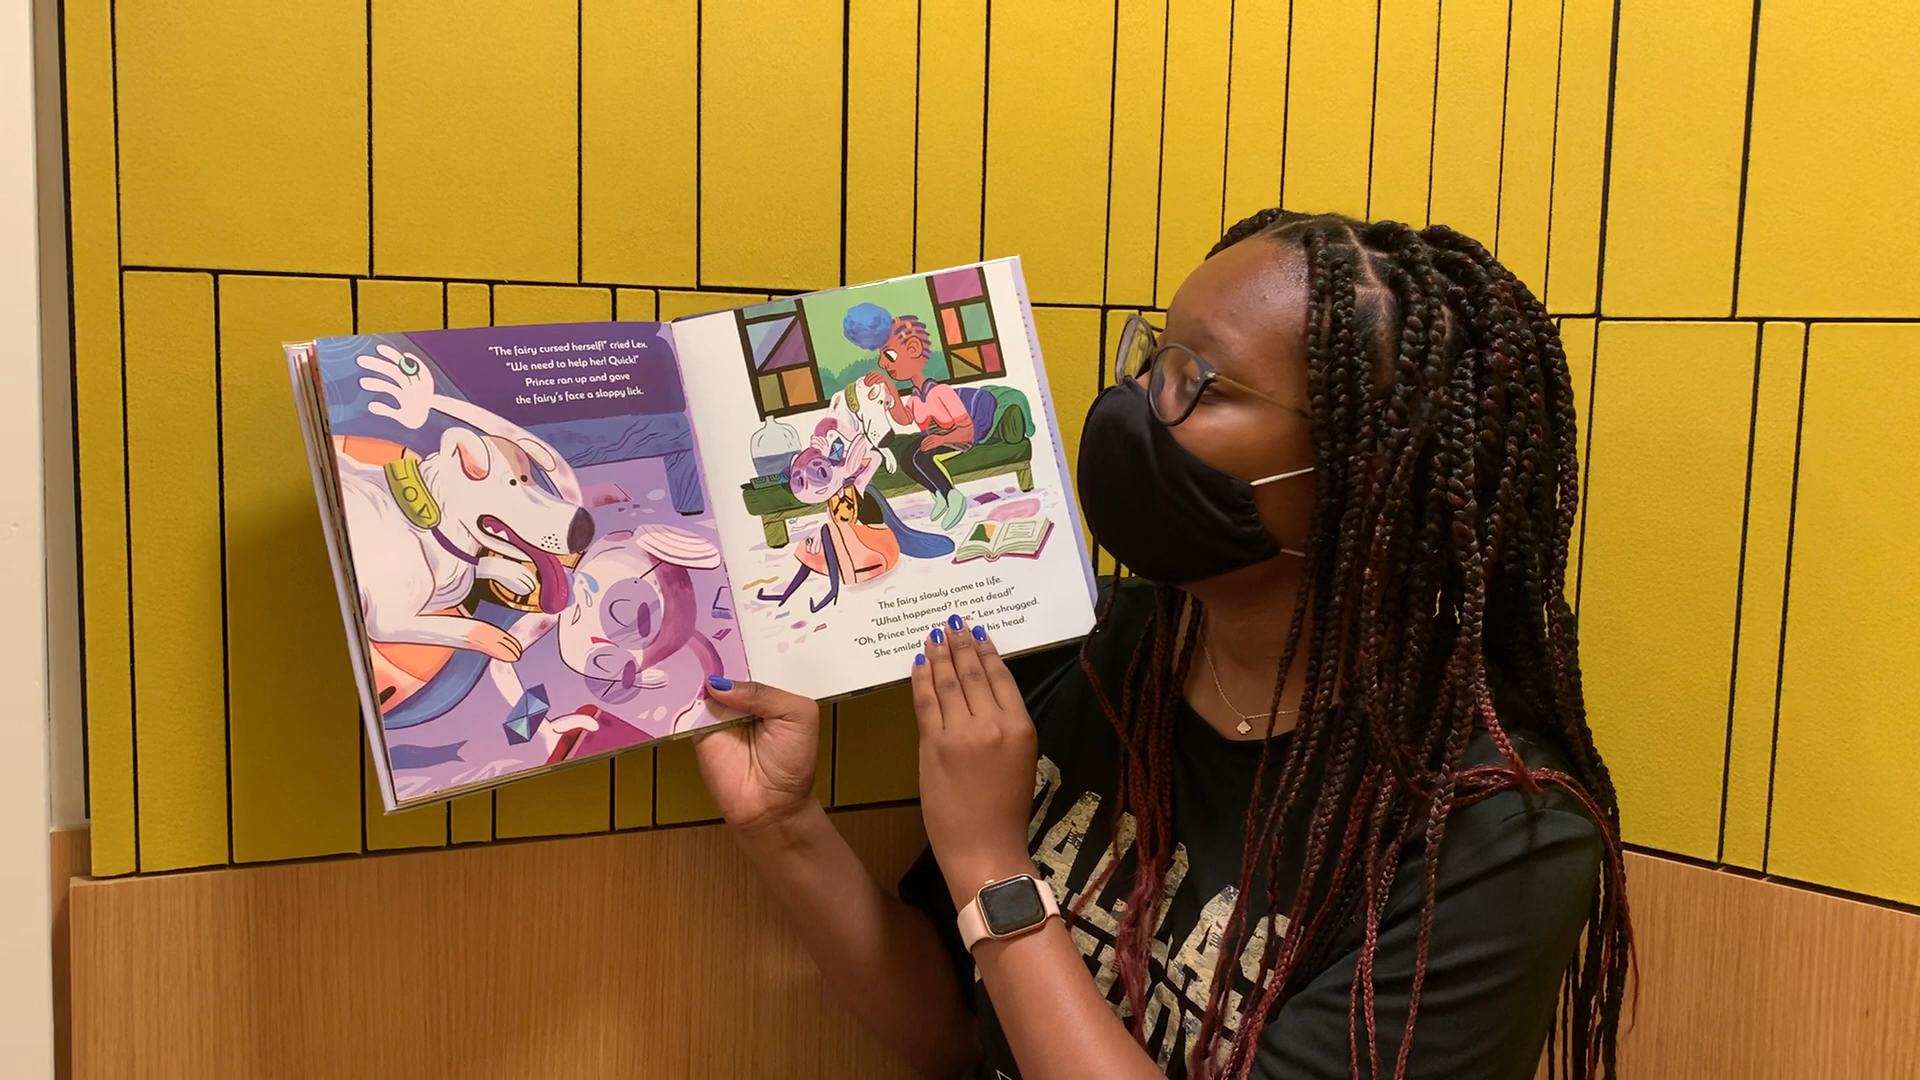 "The fairy cursed herself!" cried Lex.
"We need to help her! Quick!"
Prince ran up and gave
the fairy's face a sloppy lick.
The fairy slowly came to life.
"What happened? I'm not dead!"
"Oh, Prince loves Lex shrugged.
She smiled his head.
DALLAS